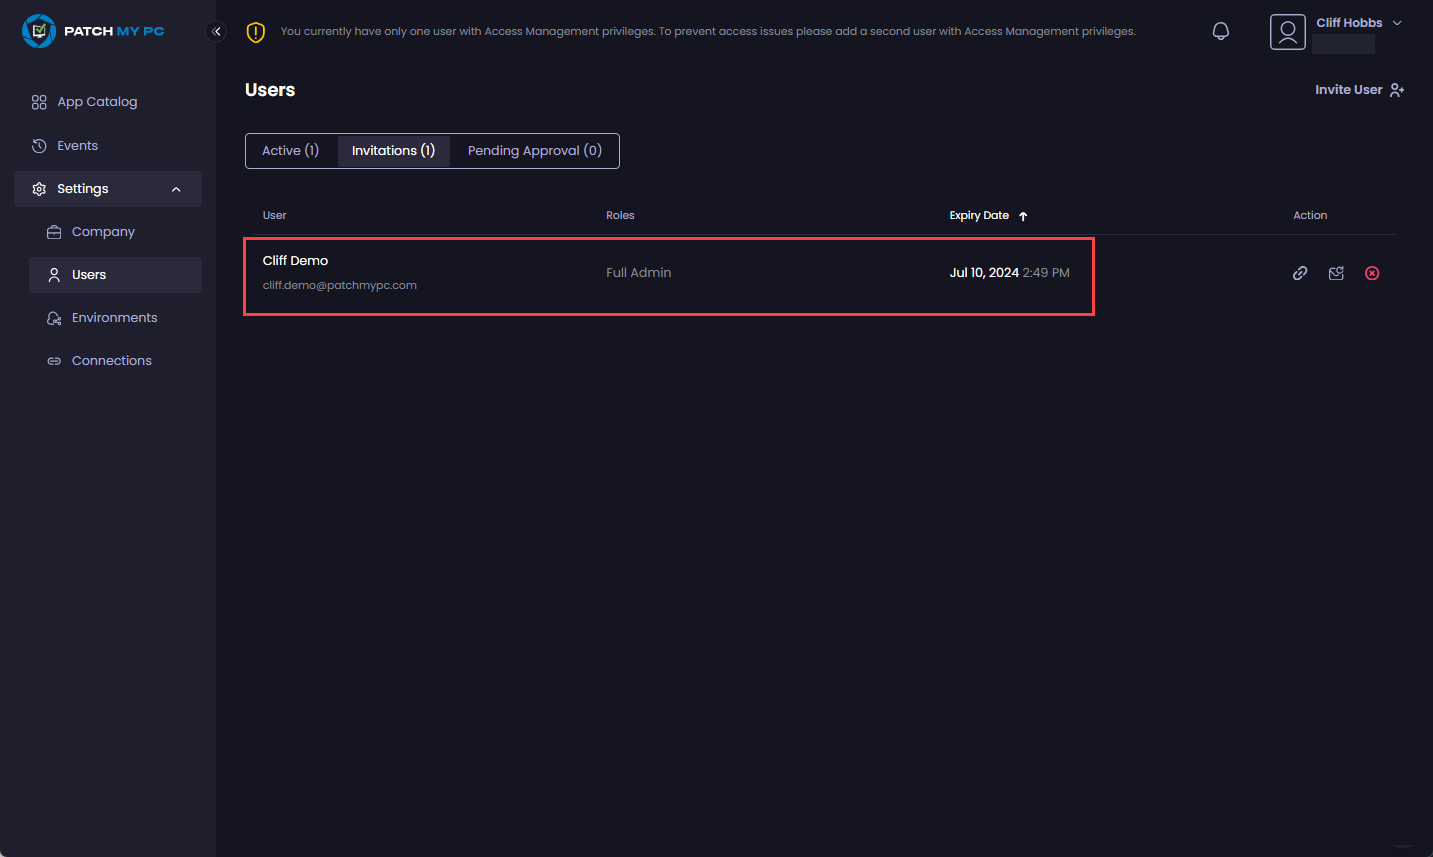 PATCH MY PC
You currently have only one user with Access Management privileges. To prevent access issues please add a second user with Access Management privileges.
Cliff Hobbs
App Catalog
Events
Settings
Company
Users
Environments
Connections
Users
Invite User
Active (1)
Invitations (1)
Pending Approval (0)
User
Roles
Expiry Date
Action
Cliff Demo
cliff.demo@patchmypc.com
Full Admin
Jul 10, 2024 2:49 PM